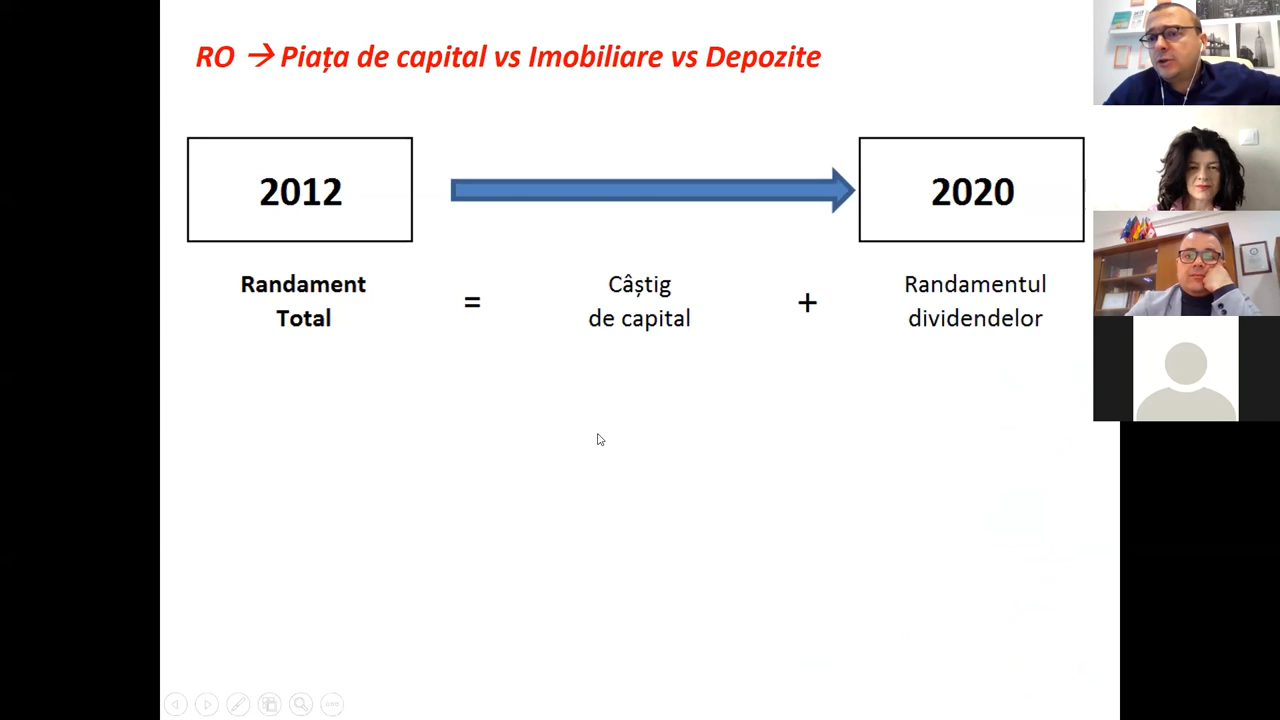 RO → Piața de capital vs Imobiliare vs Depozite
2012
2020
Randament
Total
=
Câștig
de capital
+
Randamentul
dividendelor